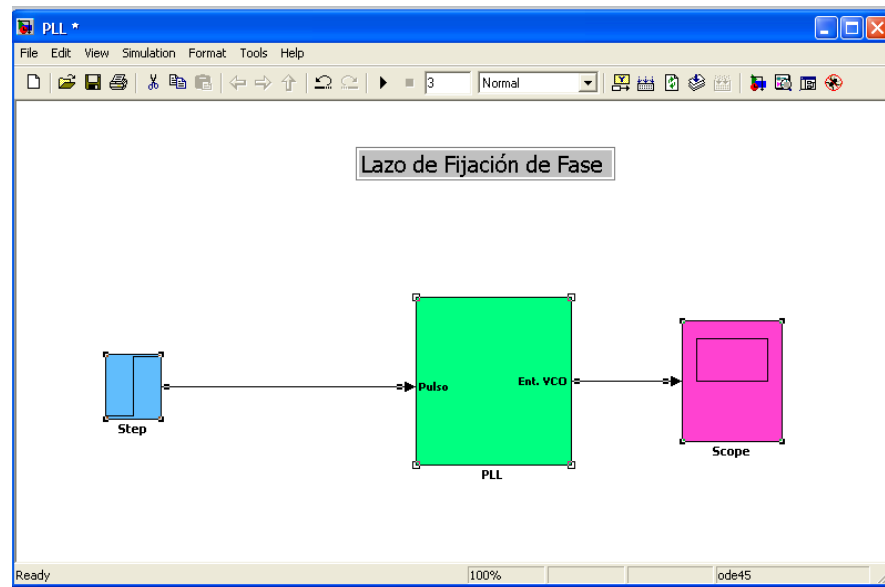 PLL *
File Edit View Simulation Format Tools Help
3 Normal
Lazo de Fijación de Fase
Pulso
Ent. VCO
Step
PLL
Scope
Ready 100% ode45